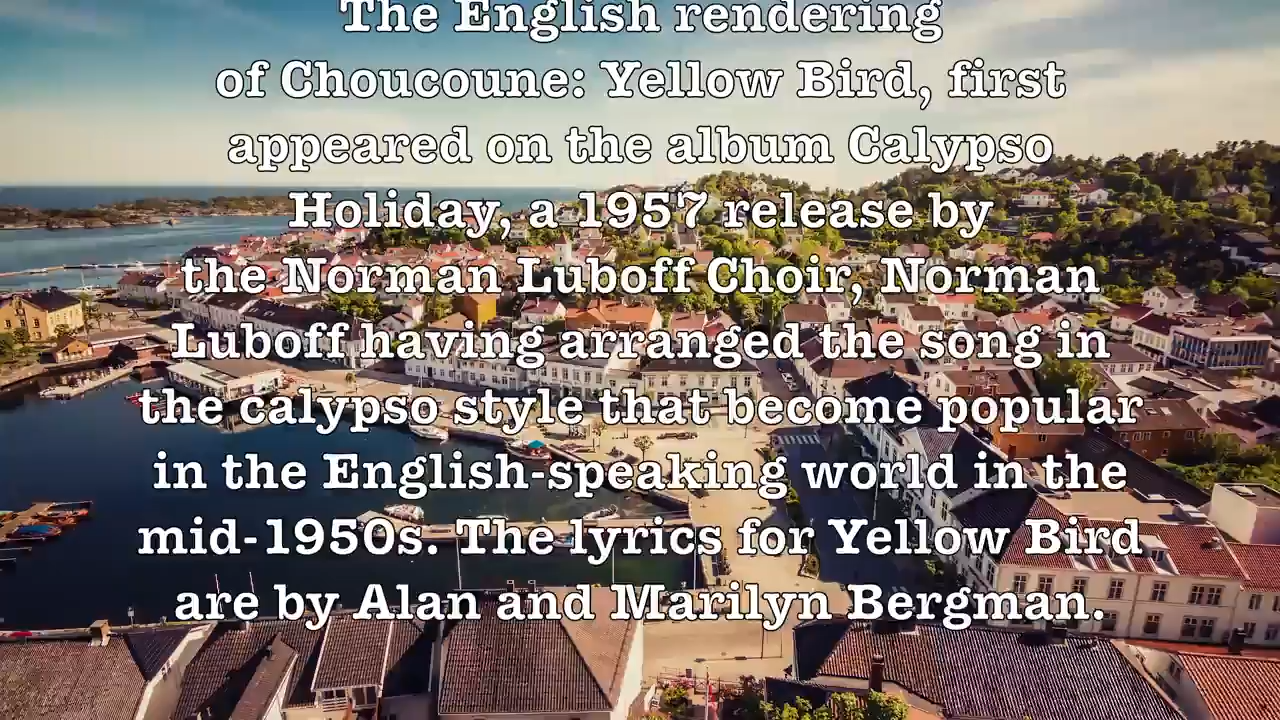 The English rendering
of Choucoune: Yellow Bird, first
appeared on the album Calypso
Holiday, a 1957 release by
the Norman Luboff Choir, Norman
Luboff having arranged the song in
the calypso style that become popular
in the English-speaking world in the
mid-1950s. The lyrics for Yellow Bird
are by Alan and Marilyn Bergman.